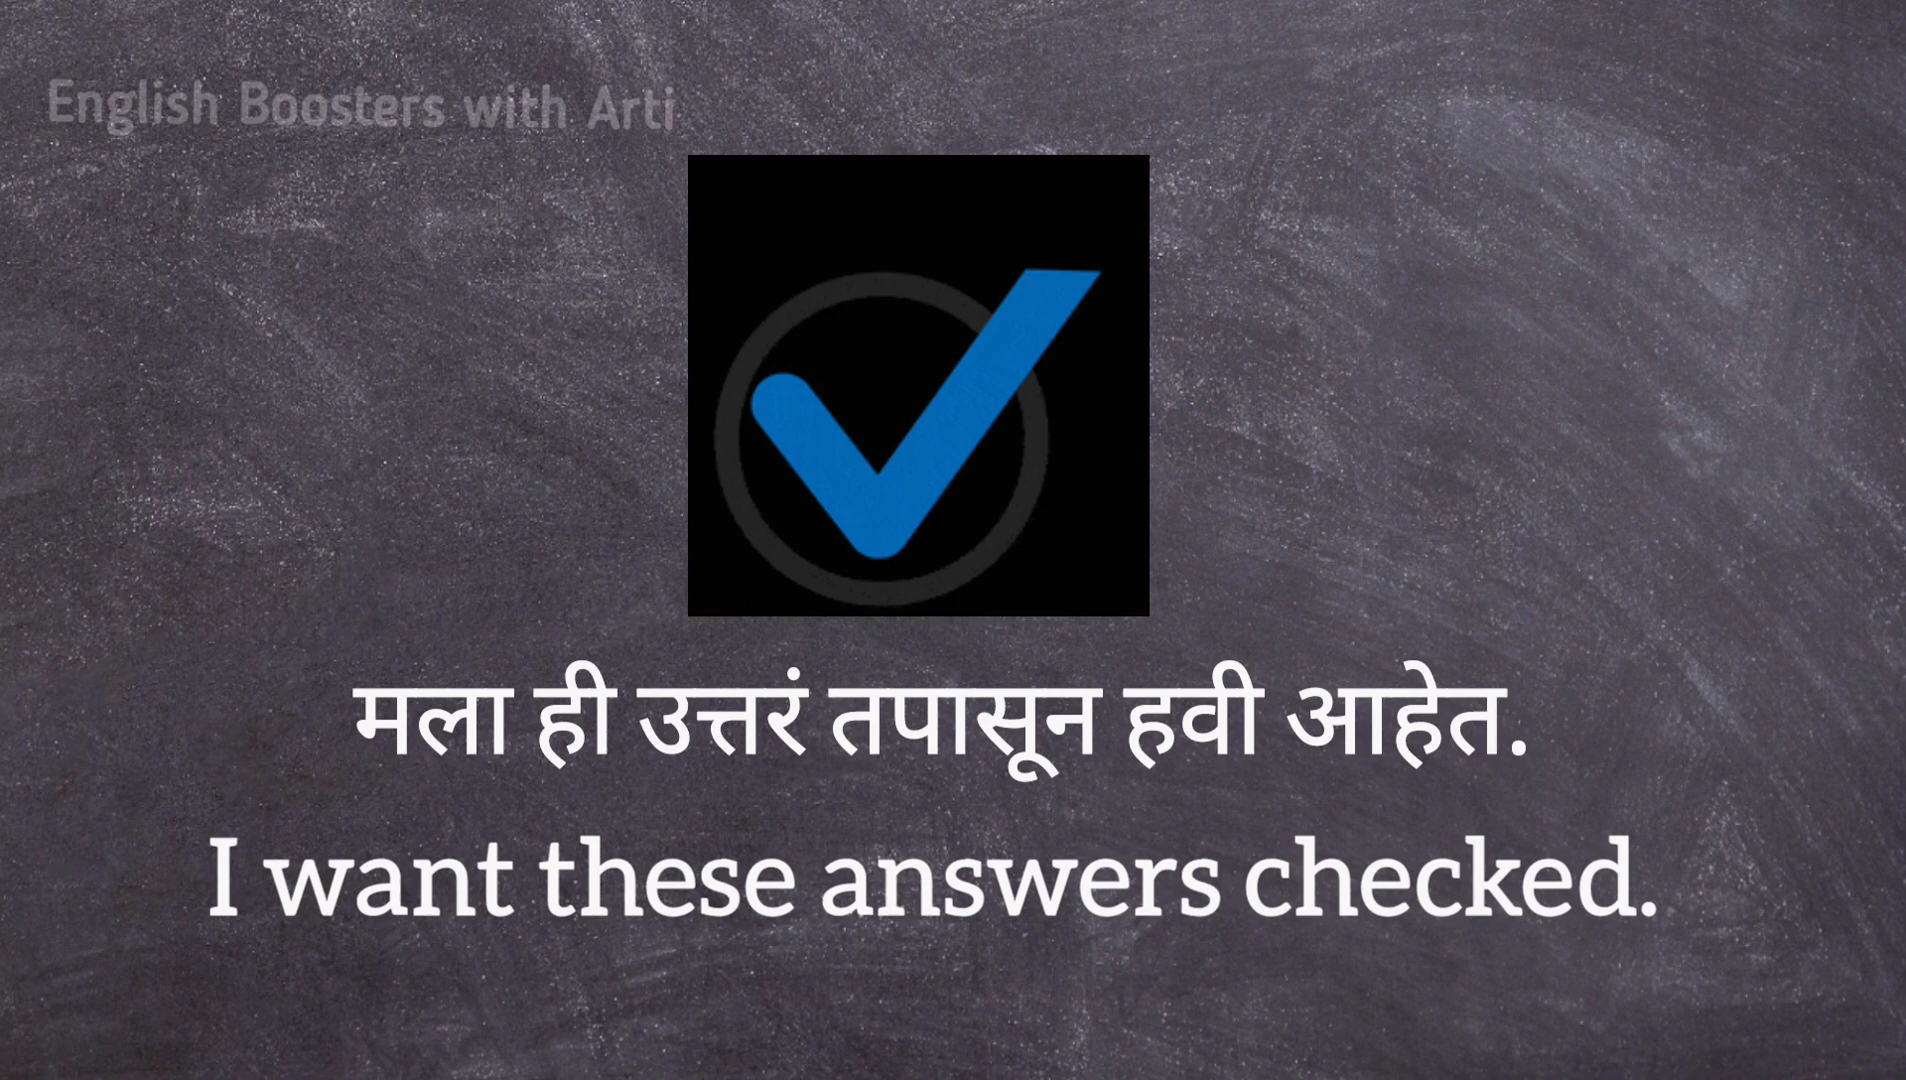 English Boosters with Arti
मला ही उत्तरं तपासून हवी आहेत.
I want these answers checked.